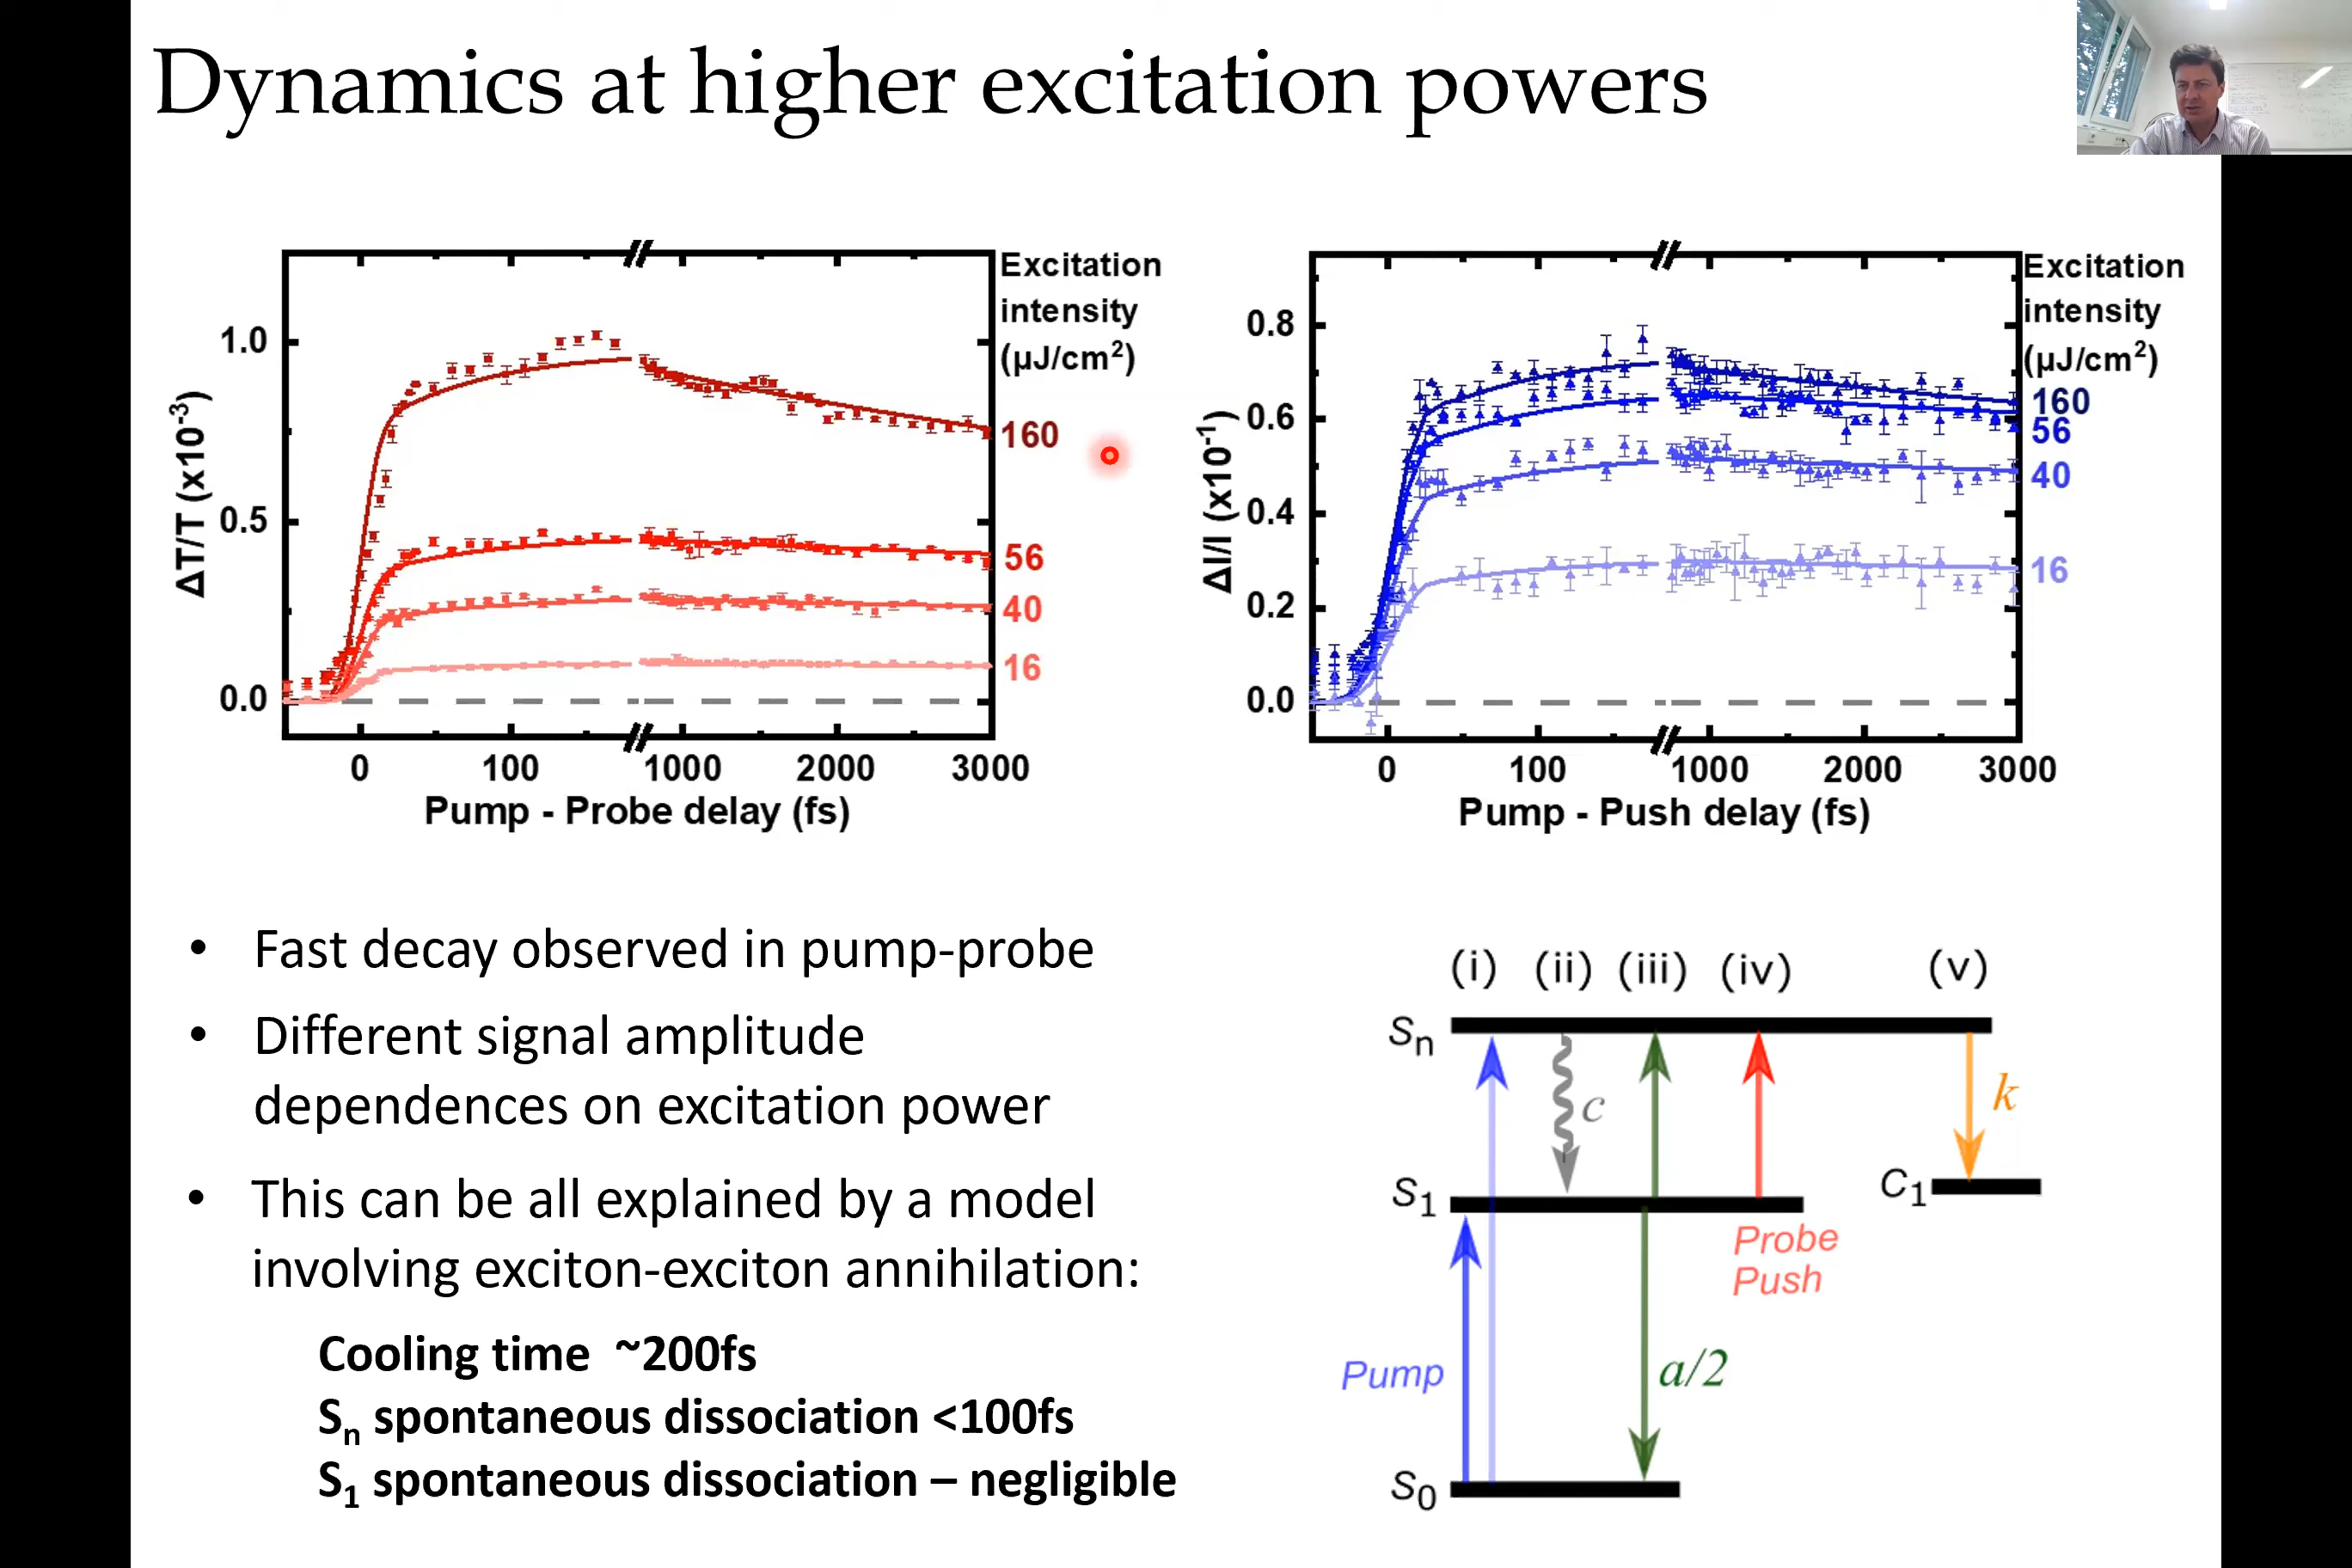 Dynamics at higher excitation powers
Excitation
intensity
(µJ/cm²)
1.0
0.5
0.0
ΔT/T (x10⁻³)
160
56
40
16
0 100 1000 2000 3000
Pump - Probe delay (fs)
Excitation
intensity
(µJ/cm²)
0.8
0.6
0.4
0.2
0.0
ΔI/I (x10⁻¹)
160
56
40
16
0 100 1000 2000 3000
Pump - Push delay (fs)
• Fast decay observed in pump-probe
• Different signal amplitude
dependences on excitation power
• This can be all explained by a model
involving exciton-exciton annihilation:
Cooling time ~200fs
Sₙ spontaneous dissociation <100fs
S₁ spontaneous dissociation – negligible
(i) (ii) (iii) (iv) (v)
Sₙ
c
k
S₁
C₁
Probe
Push
Pump
a/2
S₀